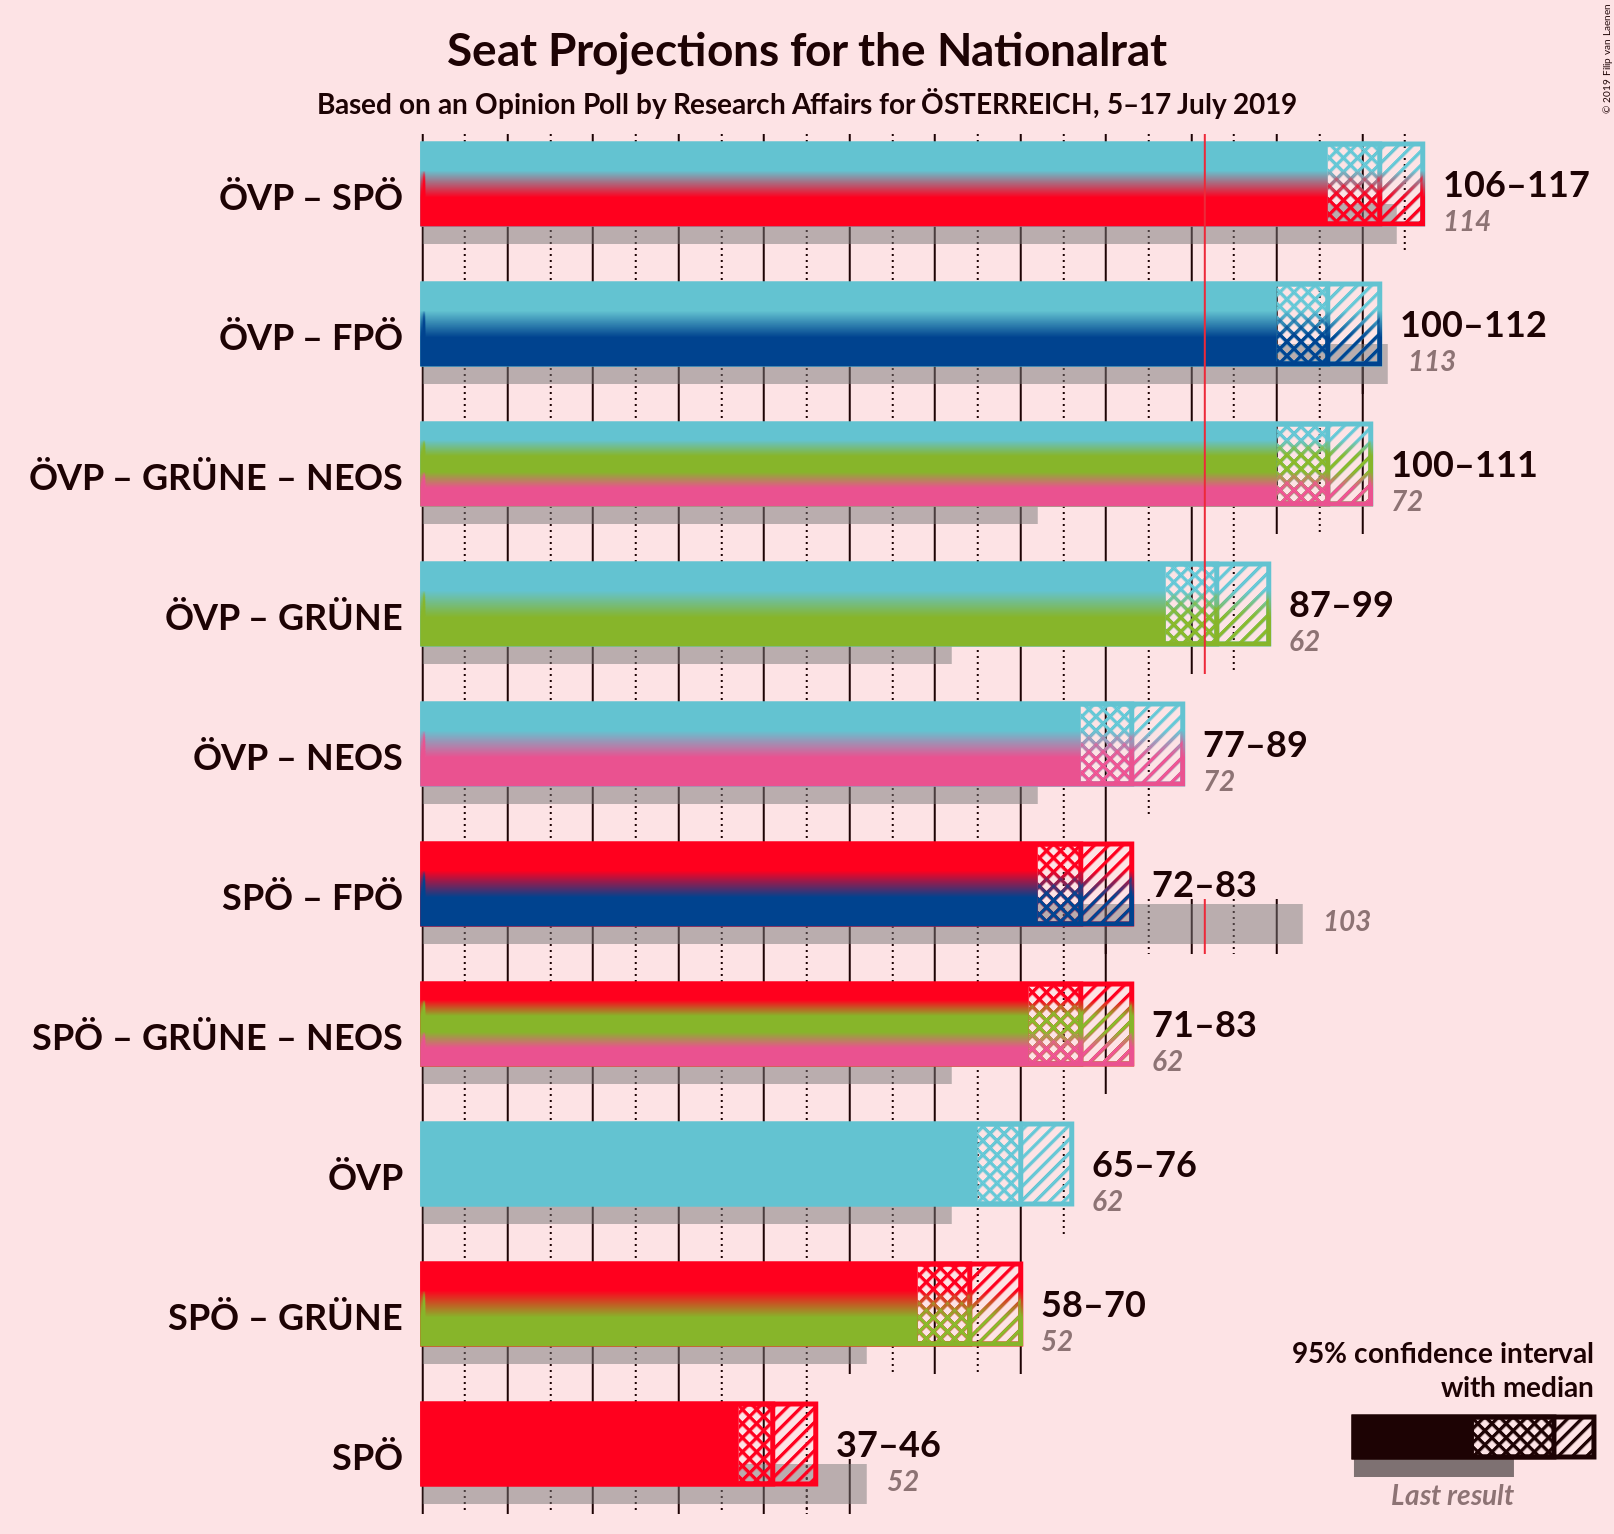 Seat Projections for the Nationalrat
Based on an Opinion Poll by Research Affairs for ÖSTERREICH, 5–17 July 2019
© 2019 Filip van Laenen
ÖVP – SPÖ
106–117
114
ÖVP – FPÖ
100–112
113
ÖVP – GRÜNE – NEOS
100–111
72
ÖVP – GRÜNE
87–99
62
ÖVP – NEOS
77–89
72
SPÖ – FPÖ
72–83
103
SPÖ – GRÜNE – NEOS
71–83
62
ÖVP
65–76
62
SPÖ – GRÜNE
58–70
52
SPÖ
37–46
52
95% confidence interval
with median
Last result